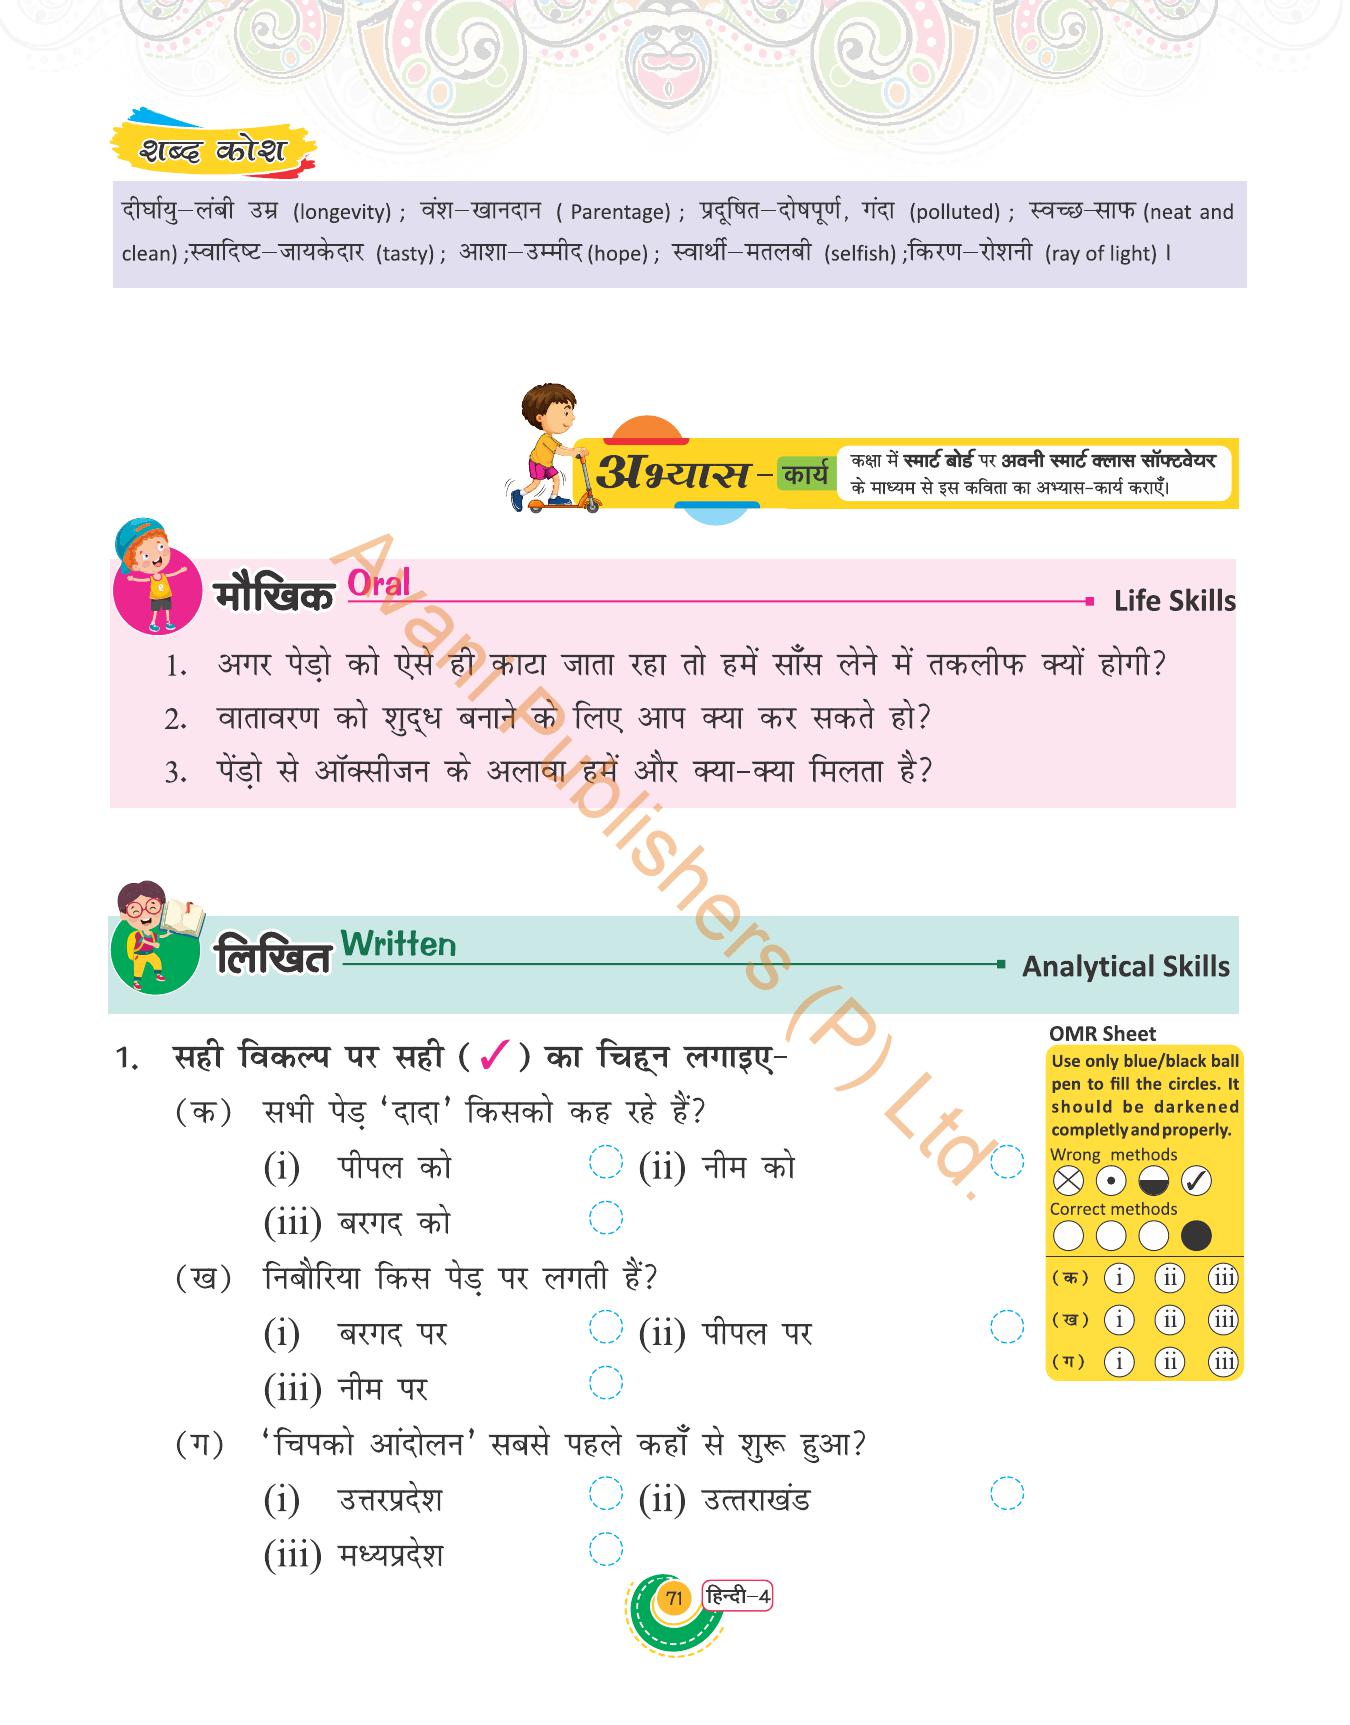 शब्द कोश
दीर्घायु–लंबी उम्र (longevity) ; वंश–खानदान ( Parentage) ; प्रदूषित–दोषपूर्ण, गंदा (polluted) ; स्वच्छ–साफ (neat and
clean) ;स्वादिष्ट–जायकेदार (tasty) ; आशा–उम्मीद (hope) ; स्वार्थी–मतलबी (selfish) ;किरण–रोशनी (ray of light) ।
अभ्यास – कार्य
कक्षा में स्मार्ट बोर्ड पर अवनी स्मार्ट क्लास सॉफ्टवेयर
के माध्यम से इस कविता का अभ्यास-कार्य कराएँ।
मौखिक Oral Life Skills
1. अगर पेड़ो को ऐसे ही काटा जाता रहा तो हमें साँस लेने में तकलीफ क्यों होगी?
2. वातावरण को शुद्ध बनाने के लिए आप क्या कर सकते हो?
3. पेंड़ो से ऑक्सीजन के अलावा हमें और क्या-क्या मिलता है?
Avani Publishers (P) Ltd.
लिखित Written Analytical Skills
1. सही विकल्प पर सही (✓) का चिह्न लगाइए-
(क) सभी पेड़ ‘दादा’ किसको कह रहे हैं?
(i) पीपल को (ii) नीम को
(iii) बरगद को
(ख) निबौरिया किस पेड़ पर लगती हैं?
(i) बरगद पर (ii) पीपल पर
(iii) नीम पर
(ग) ‘चिपको आंदोलन’ सबसे पहले कहाँ से शुरू हुआ?
(i) उत्तरप्रदेश (ii) उत्तराखंड
(iii) मध्यप्रदेश
OMR Sheet
Use only blue/black ball
pen to fill the circles. It
should be darkened
completly and properly.
Wrong methods
Correct methods
(क) i ii iii
(ख) i ii iii
(ग) i ii iii
71 हिन्दी–4